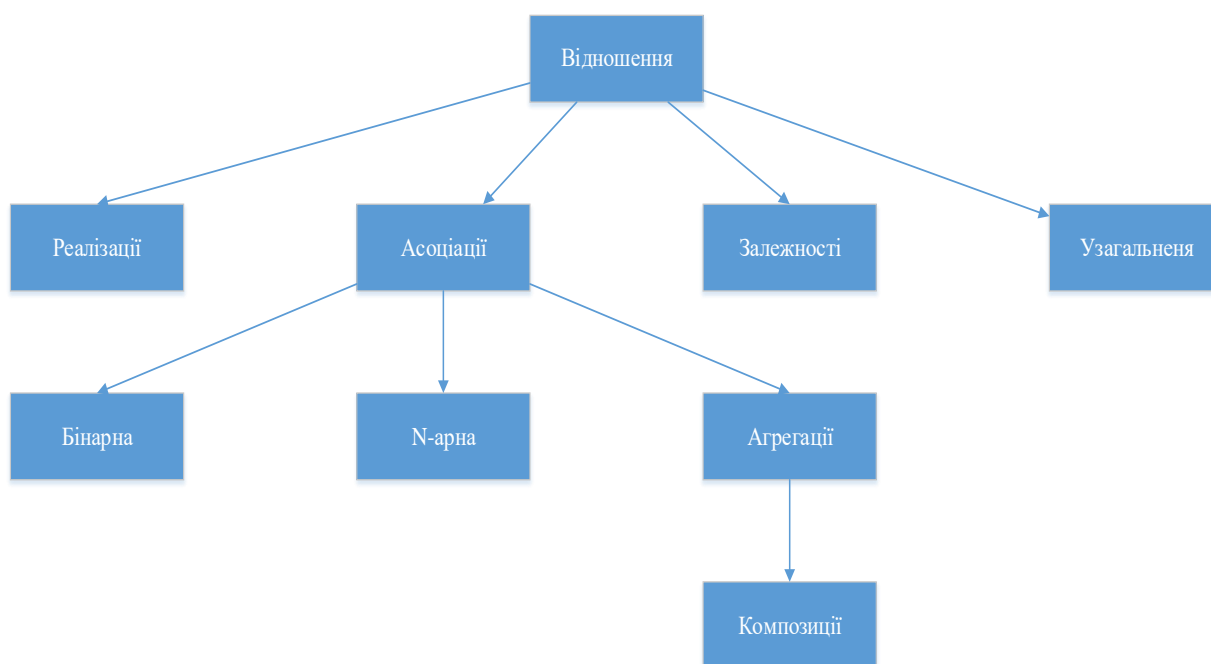 Відношення
Реалізації
Асоціації
Залежності
Узагальненя
Бінарна
N-арна
Агрегації
Композиції